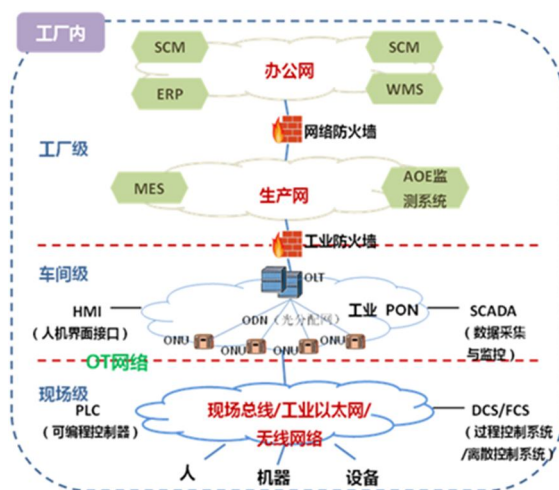 工厂内
SCM
SCM
办公网
ERP
WMS
网络防火墙
工厂级
MES
生产网
AOE监
测系统
工业防火墙
车间级
OLT
HMI
(人机界面接口)
ODN (光分配网)
工业 PON
SCADA
(数据采集
与监控)
ONU
ONU
ONU
ONU
OT网络
现场级
PLC
(可编程控制器)
现场总线/工业以太网/
无线网络
DCS/FCS
(过程控制系统
/离散控制系统)
人
机器
设备